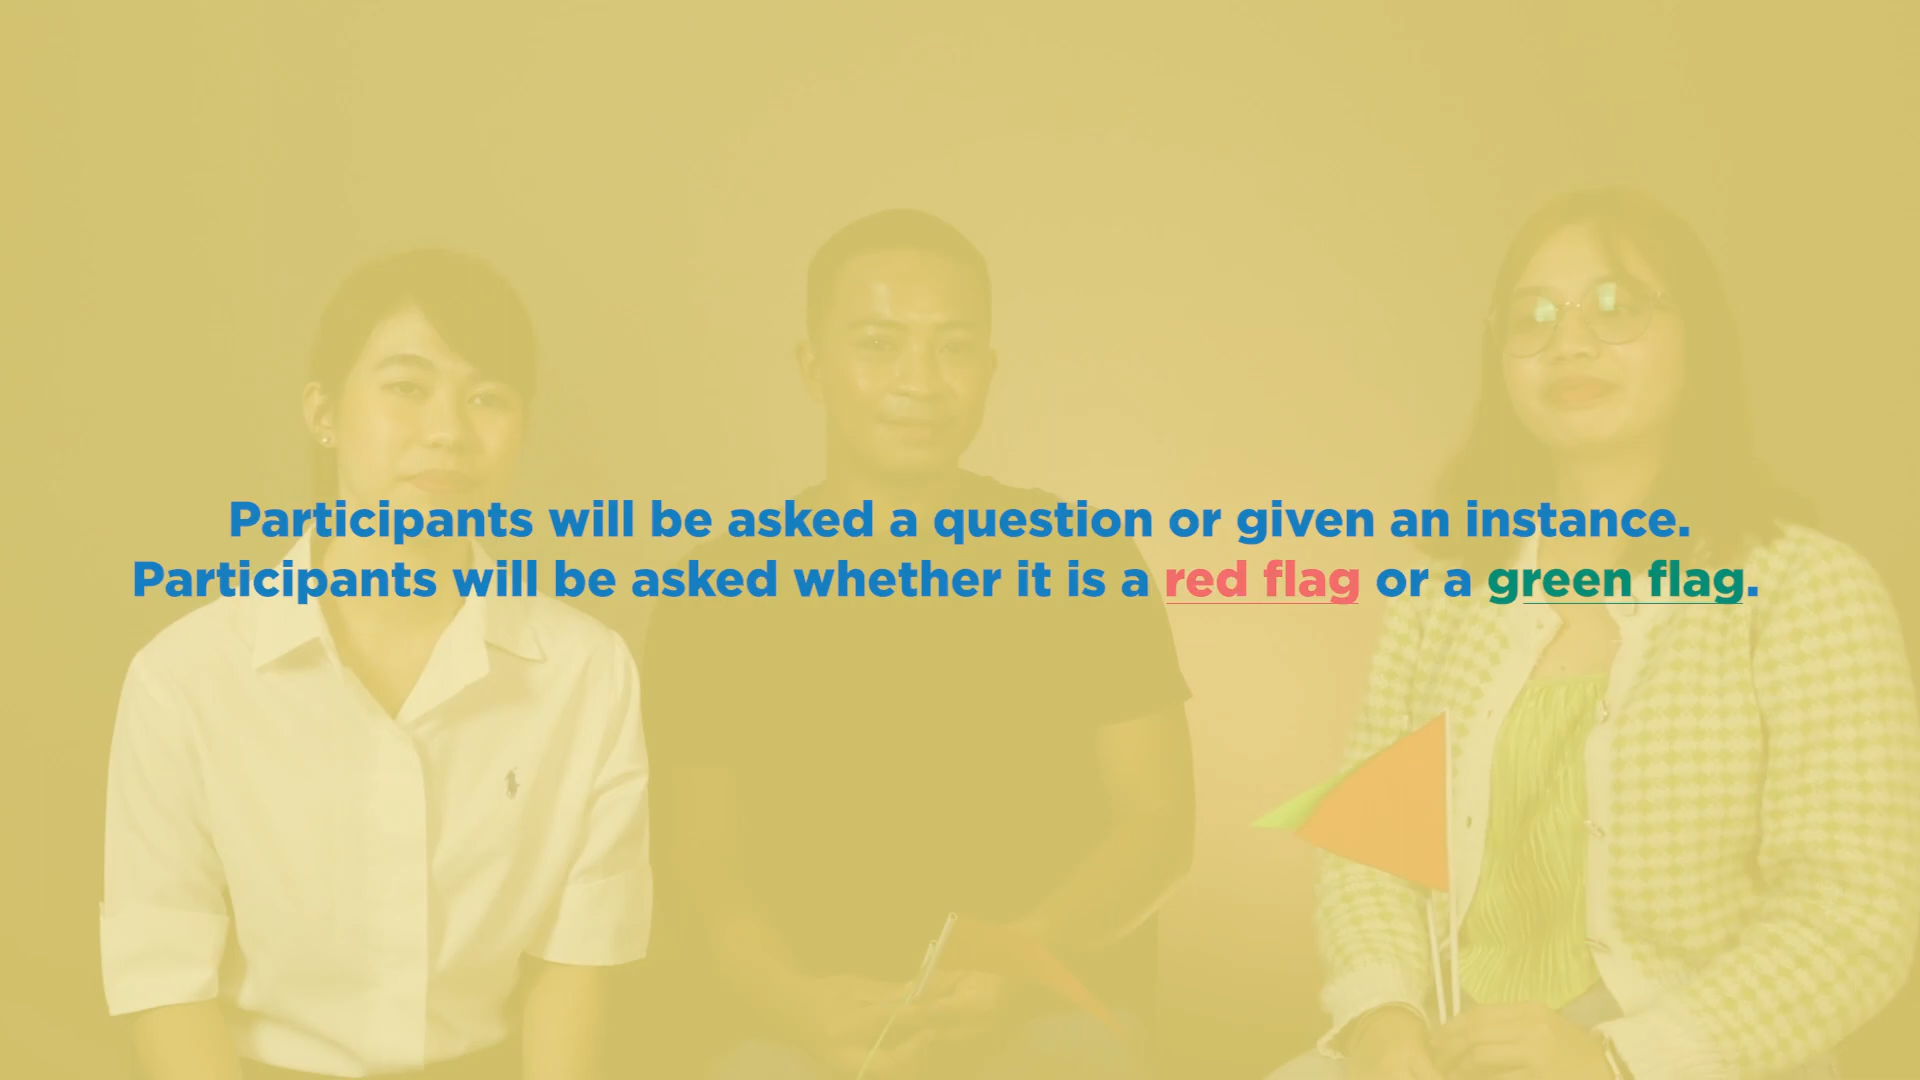 Participants will be asked a question or given an instance.
Participants will be asked whether it is a red flag or a green flag.